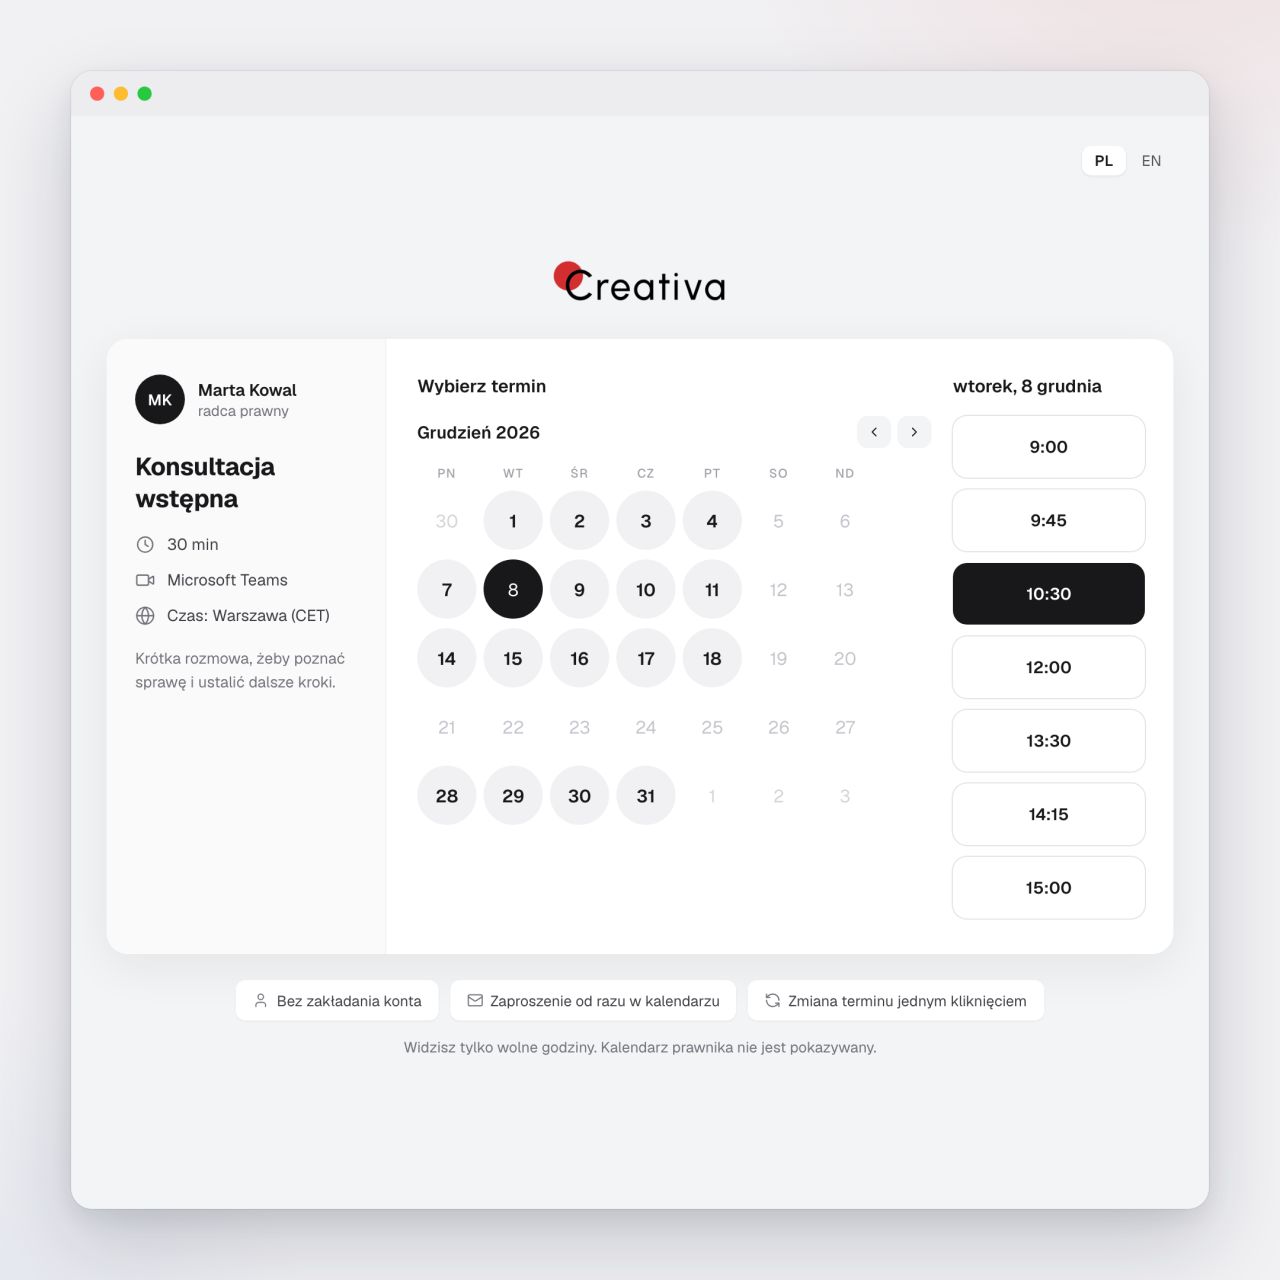 PL EN
Creativa
MK
Marta Kowal
radca prawny
Konsultacja
wstępna
30 min
Microsoft Teams
Czas: Warszawa (CET)
Krótka rozmowa, żeby poznać
sprawę i ustalić dalsze kroki.
Wybierz termin
Grudzień 2026
PN WT ŚR CZ PT SO ND
30 1 2 3 4 5 6
7 8 9 10 11 12 13
14 15 16 17 18 19 20
21 22 23 24 25 26 27
28 29 30 31 1 2 3
wtorek, 8 grudnia
9:00
9:45
10:30
12:00
13:30
14:15
15:00
Bez zakładania konta
Zaproszenie od razu w kalendarzu
Zmiana terminu jednym kliknięciem
Widzisz tylko wolne godziny. Kalendarz prawnika nie jest pokazywany.